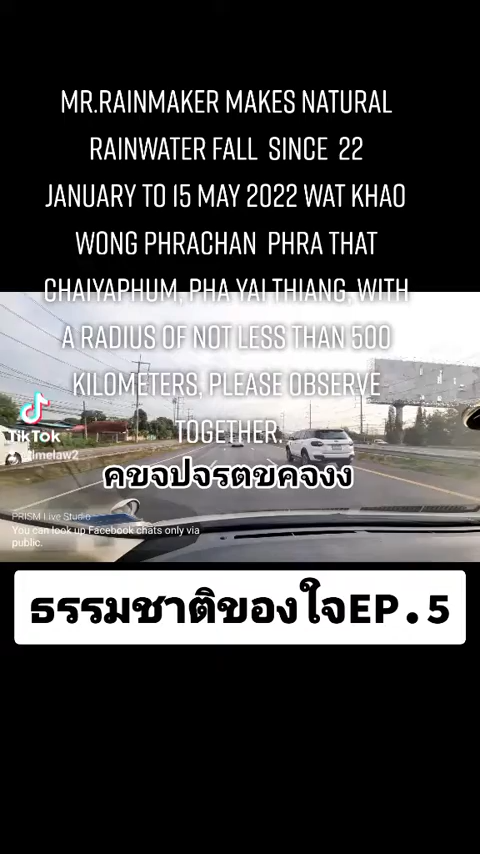 MR.RAINMAKER MAKES NATURAL
RAINWATER FALL SINCE 22
JANUARY TO 15 MAY 2022 WAT KHAO
WONG PHRACHAN PHRA THAT
CHAIYAPHUM, PHA YAI THIANG, WITH
A RADIUS OF NOT LESS THAN 500
KILOMETERS, PLEASE OBSERVE
TOGETHER.
TikTok
คขจปจรตขคจงง
PRISM Live Studio
You can look up Facebook chats only via
public.
ธรรมชาติของใจEP.5